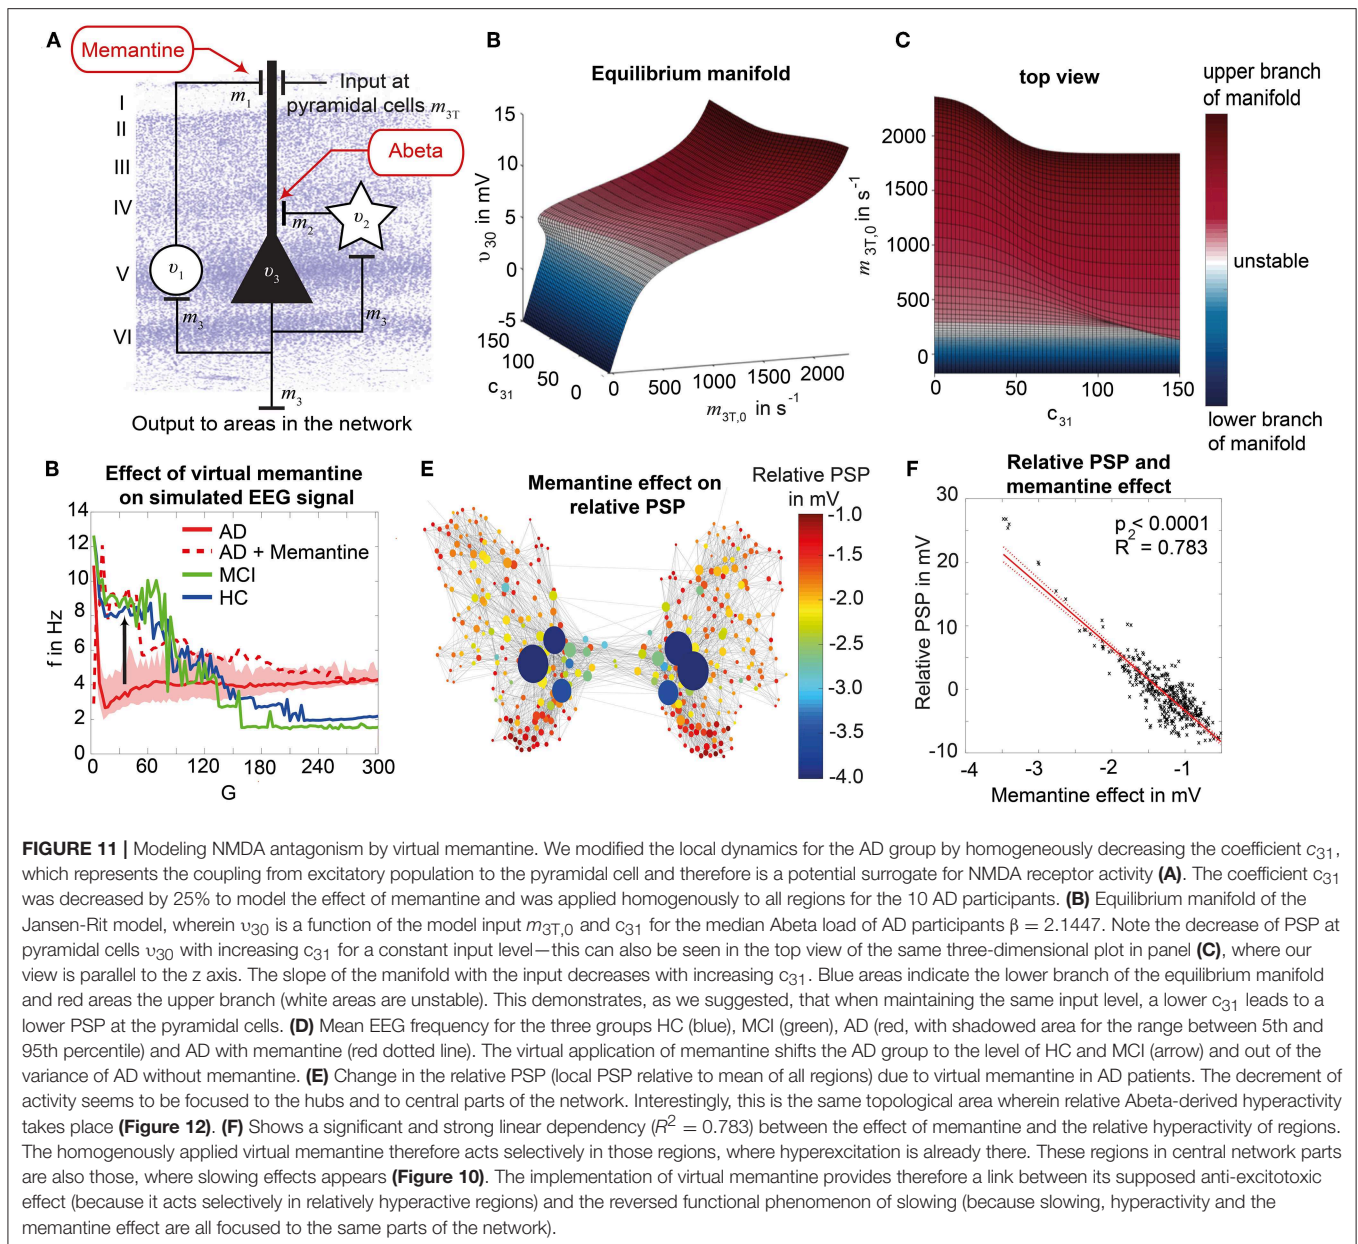 A
Memantine
m1
Input at
pyramidal cells m3T
I
II
III
IV
V
VI
Abeta
m2
υ2
υ1
υ3
m3
m3
m3
Output to areas in the network
B
Equilibrium manifold
υ30 in mV
15
10
5
0
-5
150
100
50
0
c31
0
500
1000
1500
2000
m3T,0 in s-1
C
top view
m3T,0 in s-1
2000
1500
1000
500
0
0
50
100
150
c31
upper branch
of manifold
unstable
lower branch
of manifold
B
Effect of virtual memantine
on simulated EEG signal
f in Hz
14
12
10
8
6
4
2
0
AD
AD + Memantine
MCI
HC
0
60
120
180
240
300
G
E
Memantine effect on
relative PSP
Relative PSP
in mV
-1.0
-1.5
-2.0
-2.5
-3.0
-3.5
-4.0
F
Relative PSP and
memantine effect
Relative PSP in mV
30
20
10
0
-10
p < 0.0001
R2 = 0.783
-4
-3
-2
-1
Memantine effect in mV
FIGURE 11 | Modeling NMDA antagonism by virtual memantine. We modified the local dynamics for the AD group by homogeneously decreasing the coefficient c31,
which represents the coupling from excitatory population to the pyramidal cell and therefore is a potential surrogate for NMDA receptor activity (A). The coefficient c31
was decreased by 25% to model the effect of memantine and was applied homogenously to all regions for the 10 AD participants. (B) Equilibrium manifold of the
Jansen-Rit model, wherein υ30 is a function of the model input m3T,0 and c31 for the median Abeta load of AD participants β = 2.1447. Note the decrease of PSP at
pyramidal cells υ30 with increasing c31 for a constant input level—this can also be seen in the top view of the same three-dimensional plot in panel (C), where our
view is parallel to the z axis. The slope of the manifold with the input decreases with increasing c31. Blue areas indicate the lower branch of the equilibrium manifold
and red areas the upper branch (white areas are unstable). This demonstrates, as we suggested, that when maintaining the same input level, a lower c31 leads to a
lower PSP at the pyramidal cells. (D) Mean EEG frequency for the three groups HC (blue), MCI (green), AD (red, with shadowed area for the range between 5th and
95th percentile) and AD with memantine (red dotted line). The virtual application of memantine shifts the AD group to the level of HC and MCI (arrow) and out of the
variance of AD without memantine. (E) Change in the relative PSP (local PSP relative to mean of all regions) due to virtual memantine in AD patients. The decrement of
activity seems to be focused to the hubs and to central parts of the network. Interestingly, this is the same topological area wherein relative Abeta-derived hyperactivity
takes place (Figure 12). (F) Shows a significant and strong linear dependency (R2 = 0.783) between the effect of memantine and the relative hyperactivity of regions.
The homogenously applied virtual memantine therefore acts selectively in those regions, where hyperexcitation is already there. These regions in central network parts
are also those, where slowing effects appears (Figure 10). The implementation of virtual memantine provides therefore a link between its supposed anti-excitotoxic
effect (because it acts selectively in relatively hyperactive regions) and the reversed functional phenomenon of slowing (because slowing, hyperactivity and the
memantine effect are all focused to the same parts of the network).